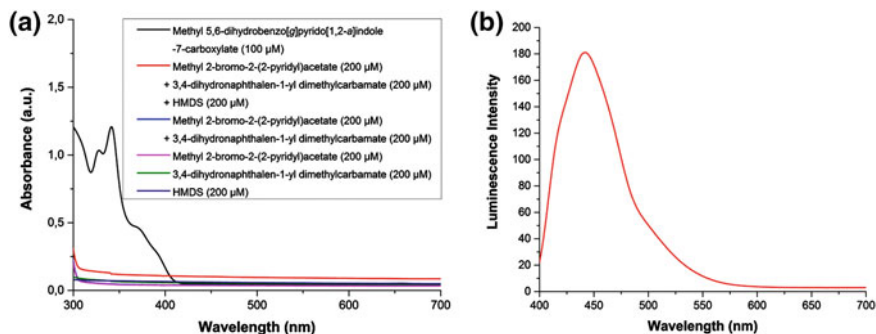 (a)
2,0
1,5
1,0
0,5
0,0
Absorbance (a.u.)
Methyl 5,6-dihydrobenzo[g]pyrido[1,2-a]indole
-7-carboxylate (100 µM)
Methyl 2-bromo-2-(2-pyridyl)acetate (200 µM)
+ 3,4-dihydronaphthalen-1-yl dimethylcarbamate (200 µM)
+ HMDS (200 µM)
Methyl 2-bromo-2-(2-pyridyl)acetate (200 µM)
+ 3,4-dihydronaphthalen-1-yl dimethylcarbamate (200 µM)
Methyl 2-bromo-2-(2-pyridyl)acetate (200 µM)
3,4-dihydronaphthalen-1-yl dimethylcarbamate (200 µM)
HMDS (200 µM)
300 400 500 600 700
Wavelength (nm)
(b)
200
180
160
140
120
100
80
60
40
20
0
Luminescence Intensity
400 450 500 550 600 650 700
Wavelength (nm)